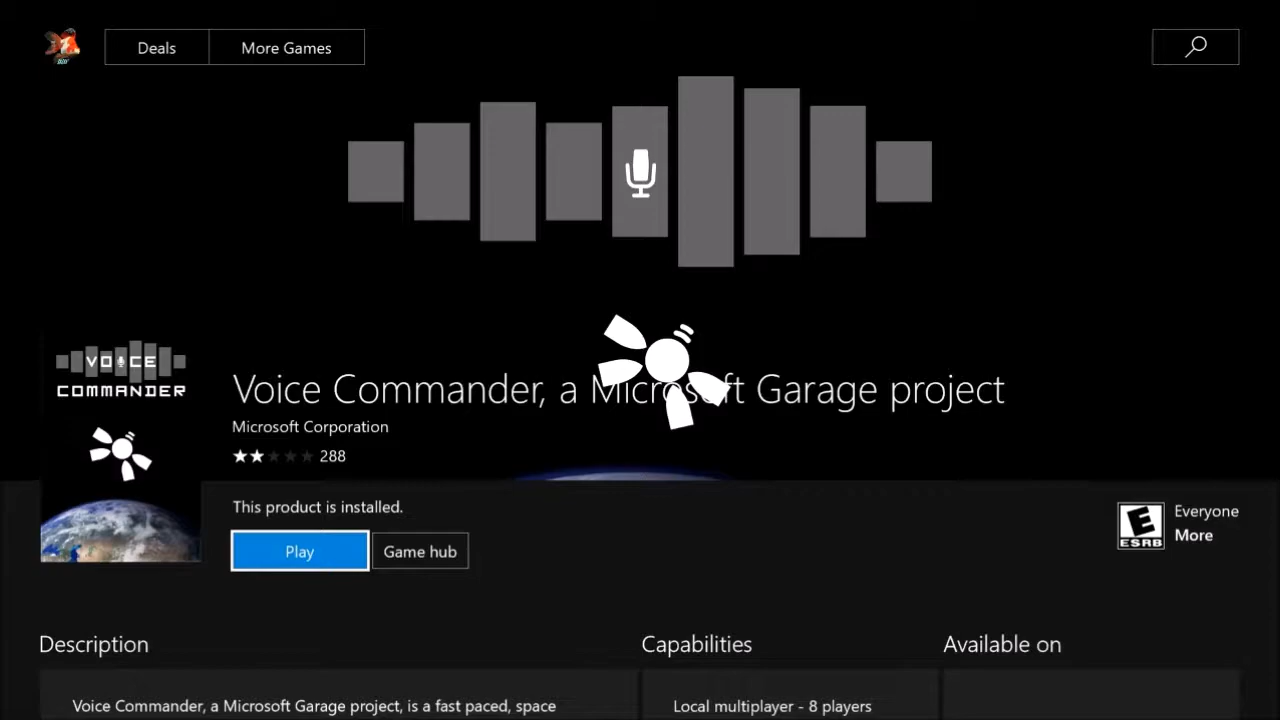 Deals
More Games
VOICE
COMMANDER
Voice Commander, a Microsoft Garage project
Microsoft Corporation
288
This product is installed.
Play
Game hub
E
ESRB
Everyone
More
Description
Capabilities
Available on
Voice Commander, a Microsoft Garage project, is a fast paced, space
Local multiplayer - 8 players